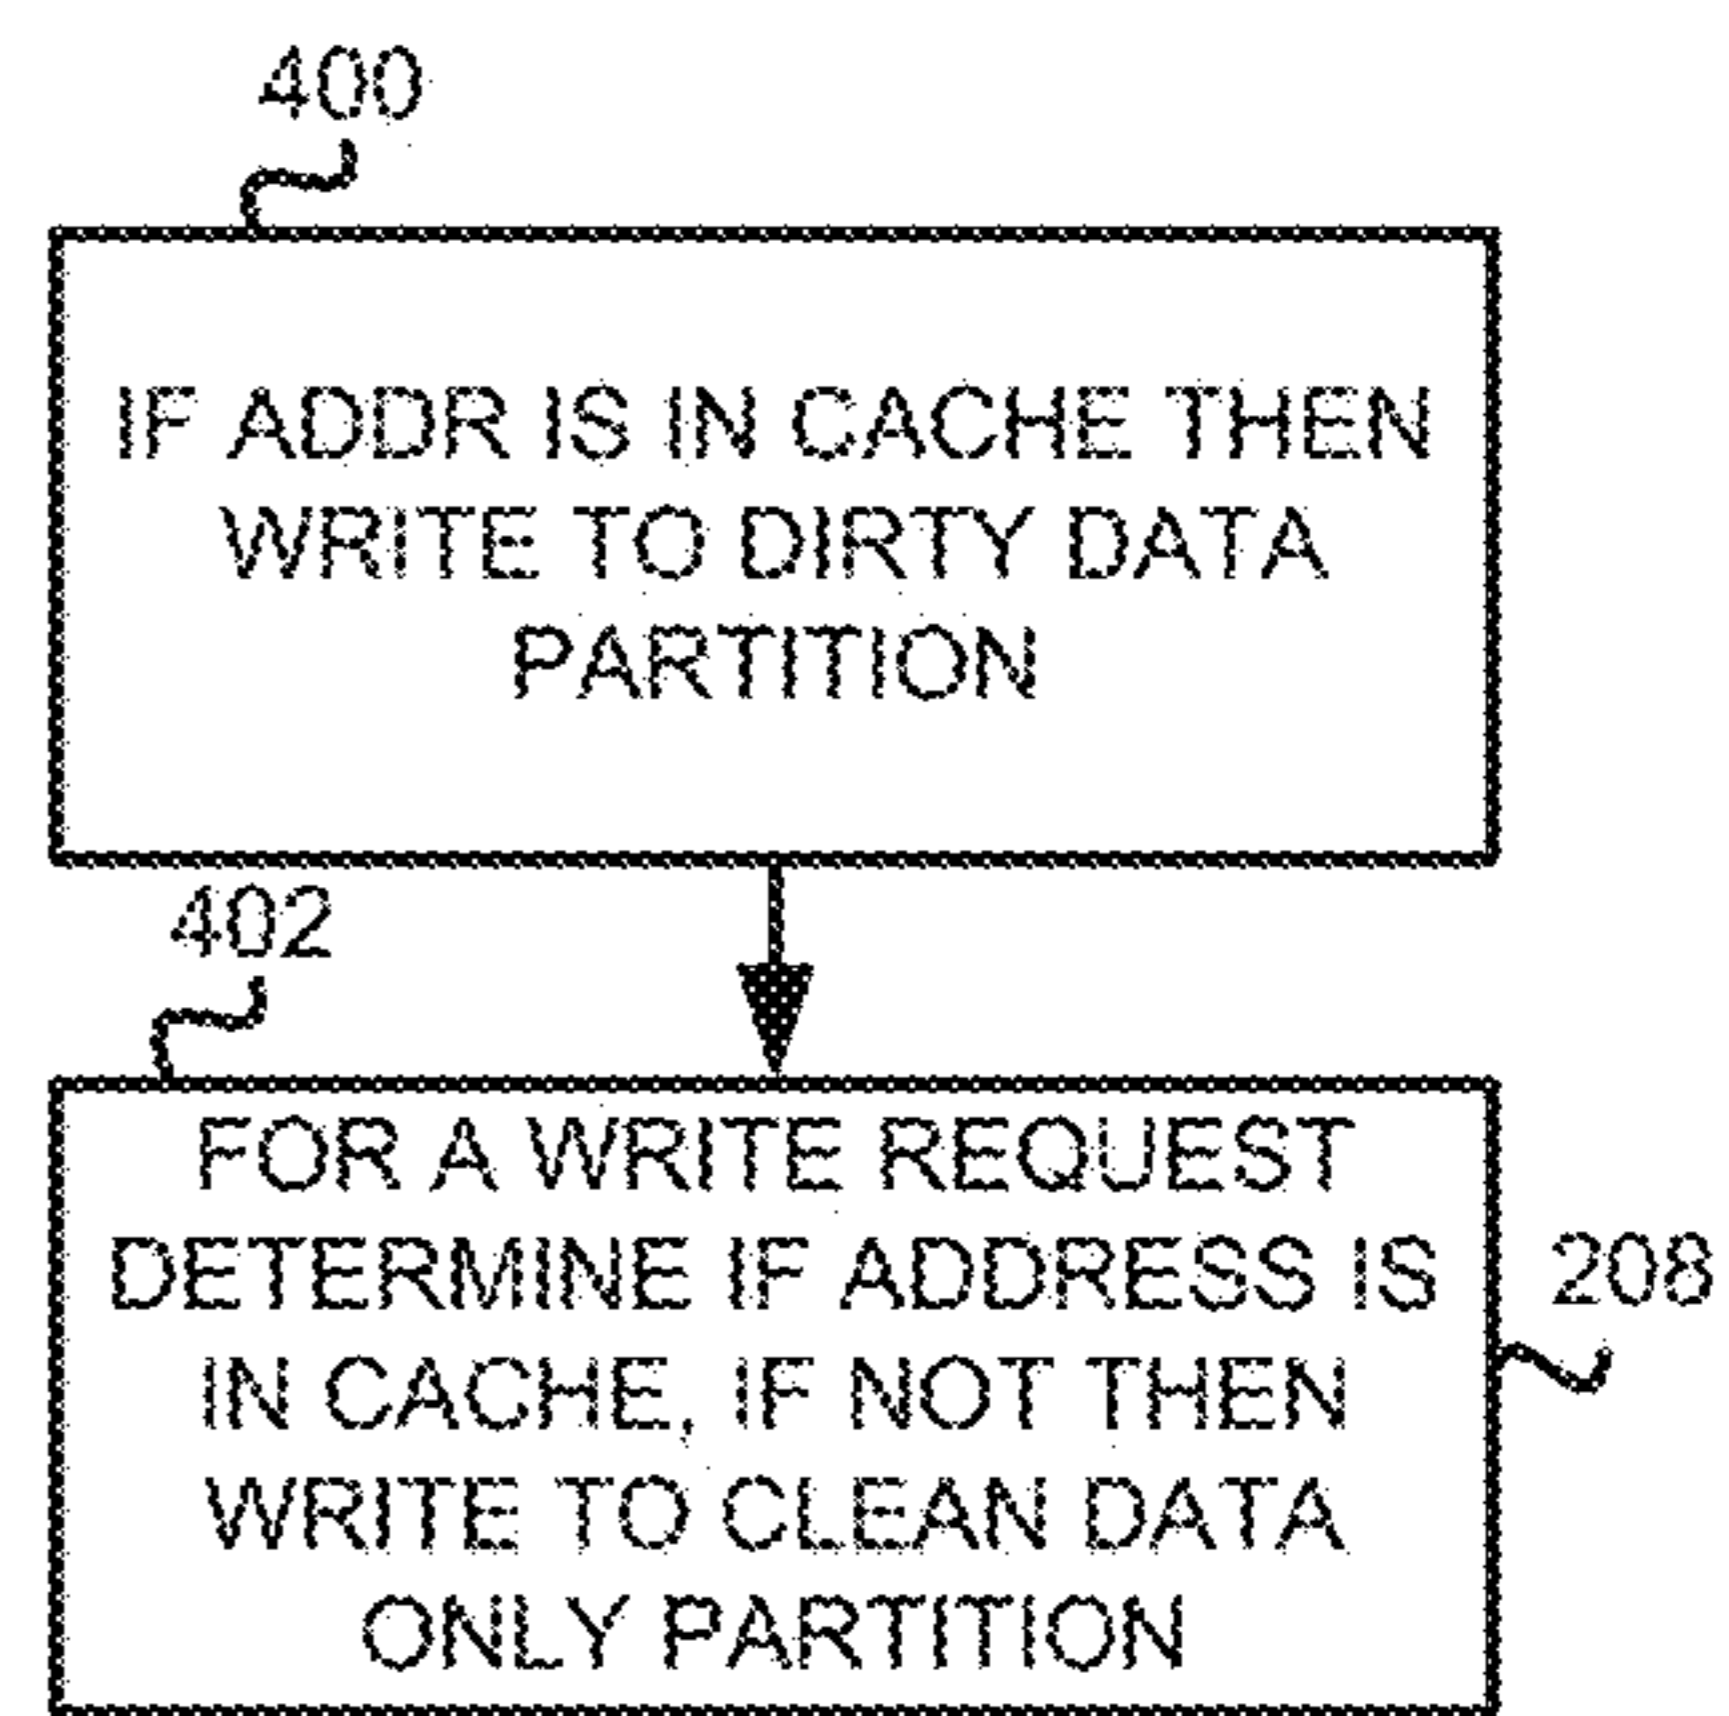 400
IF ADDR IS IN CACHE THEN
WRITE TO DIRTY DATA
PARTITION
402
FOR A WRITE REQUEST
DETERMINE IF ADDRESS IS
IN CACHE, IF NOT THEN
WRITE TO CLEAN DATA
ONLY PARTITION
208